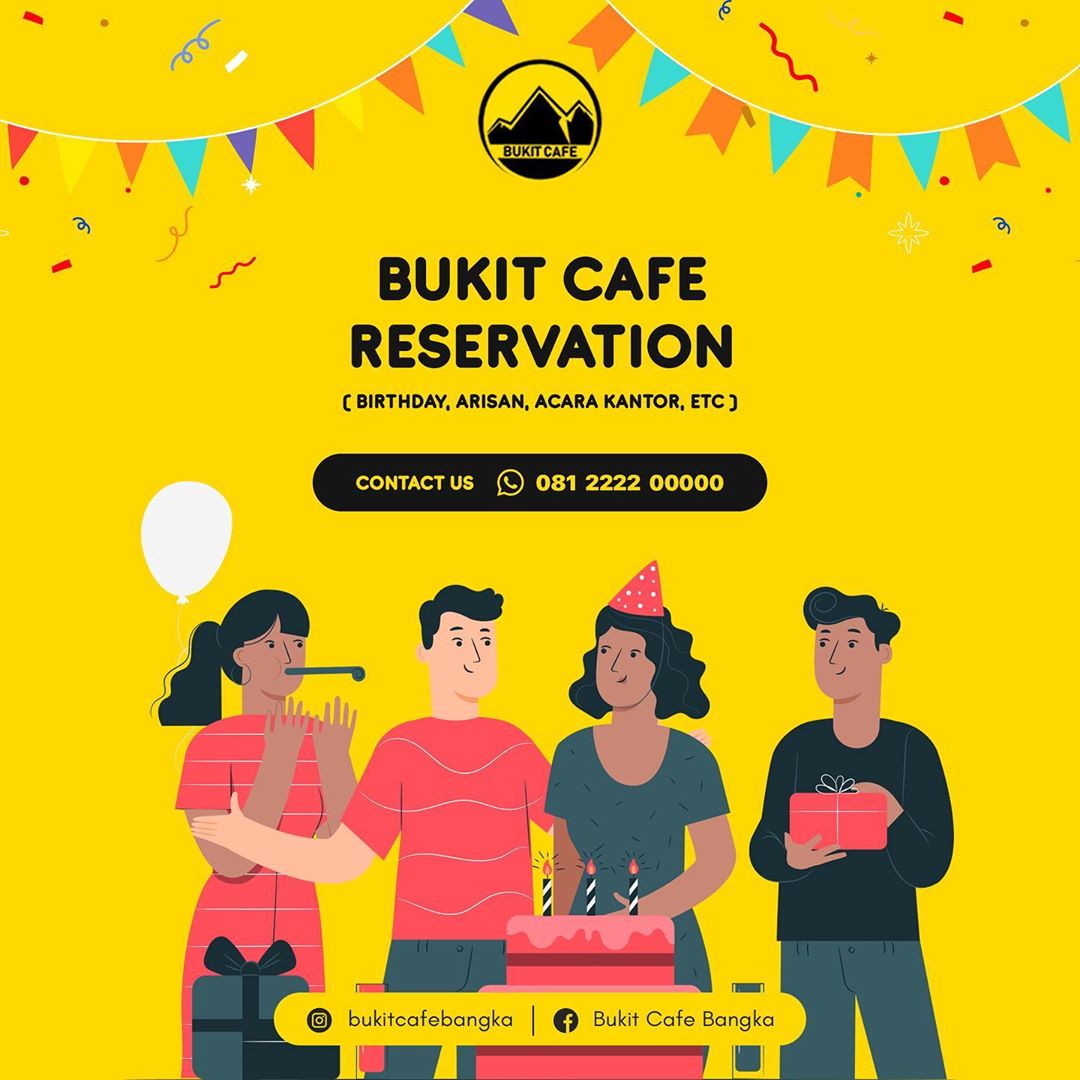 BUKIT CAFE
BUKIT CAFE
RESERVATION
( BIRTHDAY, ARISAN, ACARA KANTOR, ETC )
CONTACT US 081 2222 00000
bukitcafebangka | Bukit Cafe Bangka